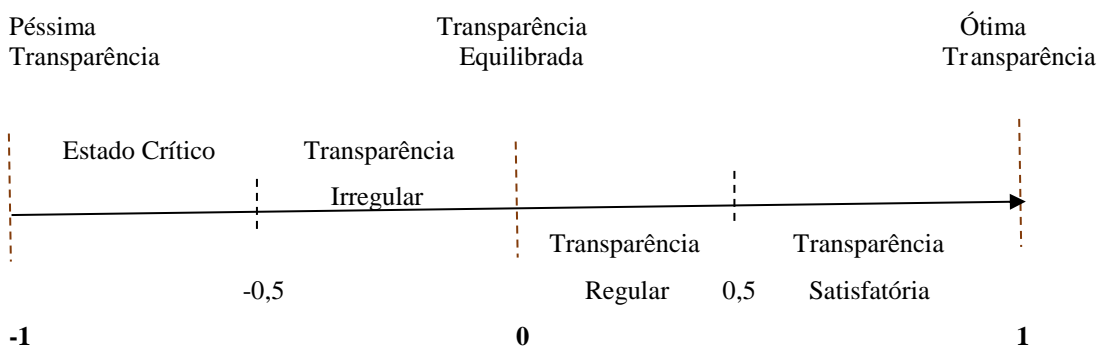 Péssima
Transparência
Transparência
Equilibrada
Ótima
Transparência
Estado Crítico
Transparência
Irregular
Transparência
Regular
Transparência
Satisfatória
-0,5
0,5
-1
0
1